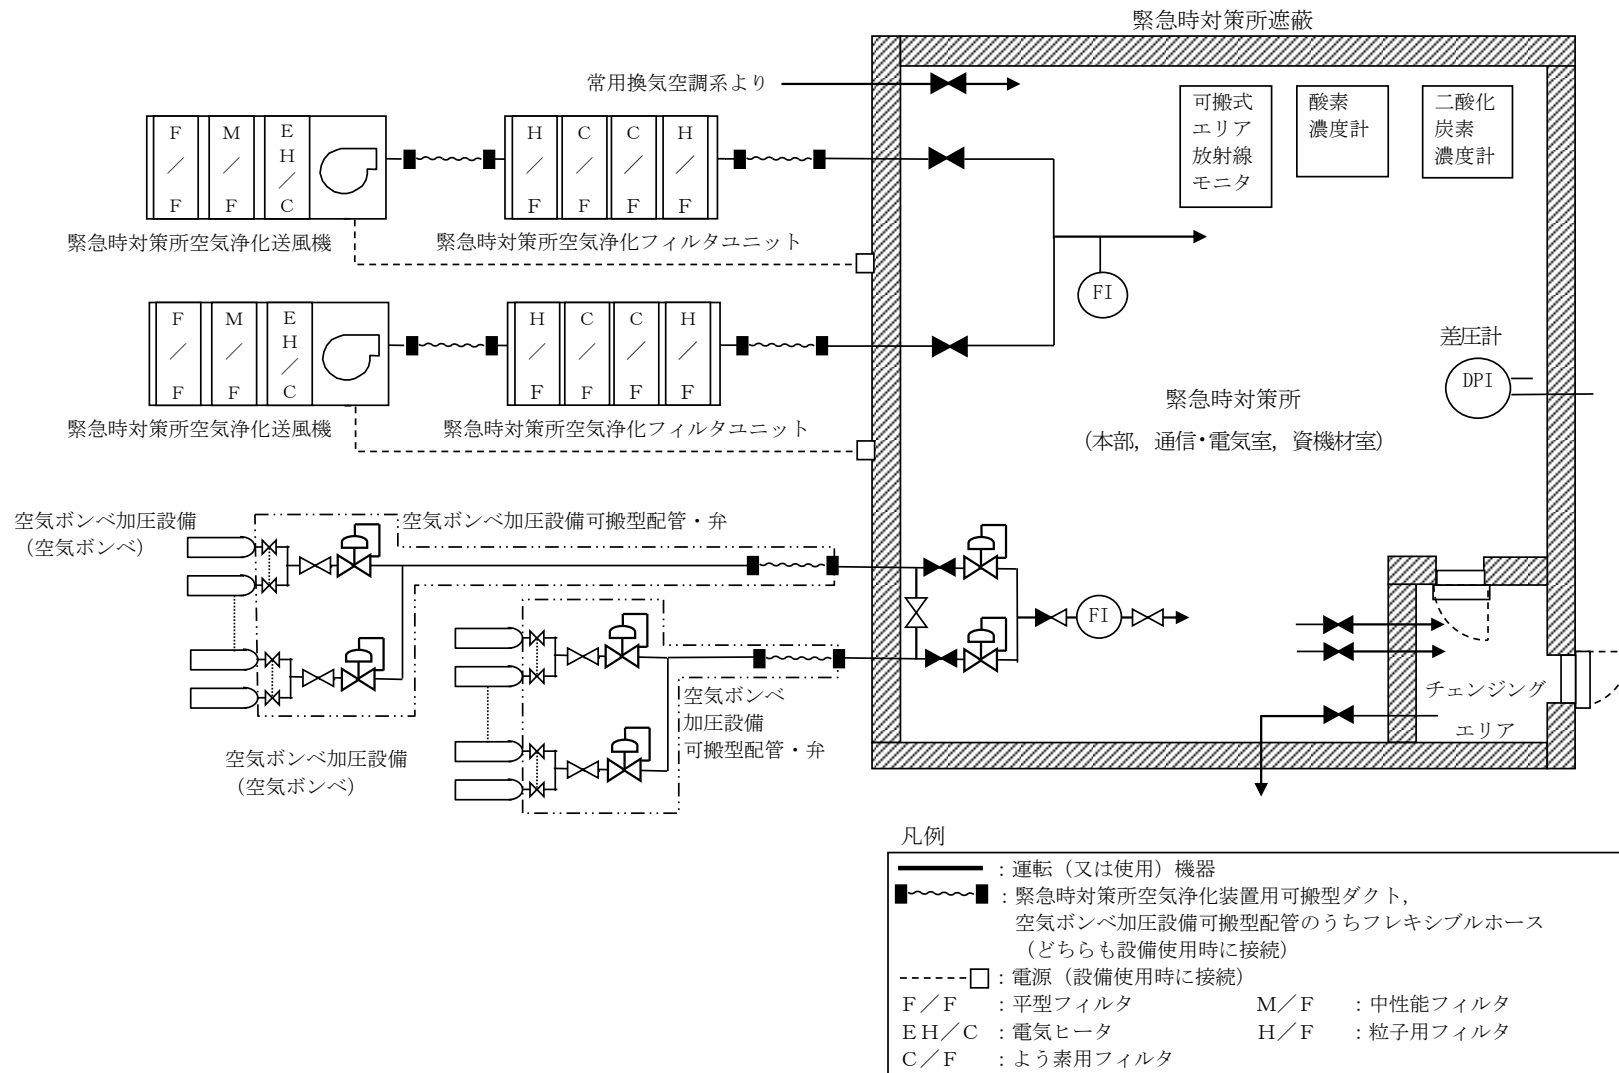 緊急時対策所遮蔽
常用換気空調系より
可搬式
エリア
放射線
モニタ
酸素
濃度計
二酸化
炭素
濃度計
F/F
M/F
EH/C
H/F
C/F
C/F
H/F
緊急時対策所空気浄化送風機
緊急時対策所空気浄化フィルタユニット
FI
F/F
M/F
EH/C
H/F
C/F
C/F
H/F
緊急時対策所空気浄化送風機
緊急時対策所空気浄化フィルタユニット
差圧計
DPI
緊急時対策所
(本部,通信・電気室,資機材室)
空気ボンベ加圧設備
(空気ボンベ)
空気ボンベ加圧設備可搬型配管・弁
FI
空気ボンベ
加圧設備
可搬型配管・弁
空気ボンベ加圧設備
(空気ボンベ)
チェンジング
エリア
凡例
:運転(又は使用)機器
:緊急時対策所空気浄化装置用可搬型ダクト,
空気ボンベ加圧設備可搬型配管のうちフレキシブルホース
(どちらも設備使用時に接続)
:電源(設備使用時に接続)
F/F :平型フィルタ M/F :中性能フィルタ
EH/C :電気ヒータ H/F :粒子用フィルタ
C/F :よう素用フィルタ